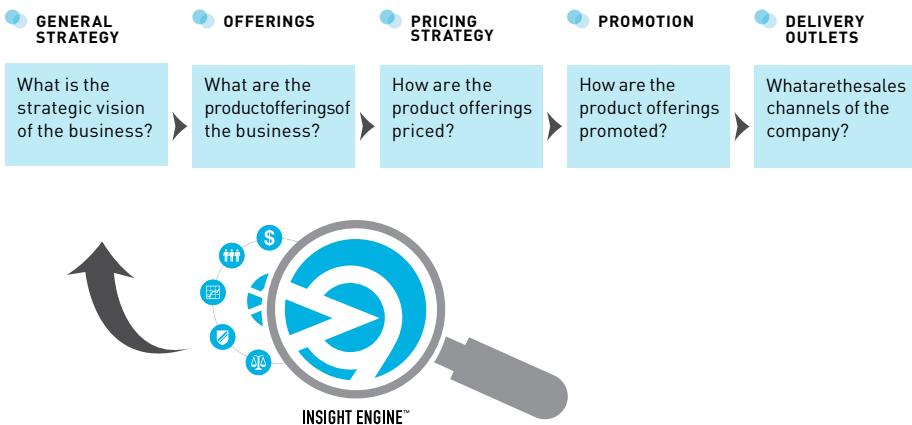 GENERAL
STRATEGY
What is the
strategic vision
of the business?
OFFERINGS
What are the
productofferingsof
the business?
PRICING
STRATEGY
How are the
product offerings
priced?
PROMOTION
How are the
product offerings
promoted?
DELIVERY
OUTLETS
Whatarethesales
channels of the
company?
$
INSIGHT ENGINE™